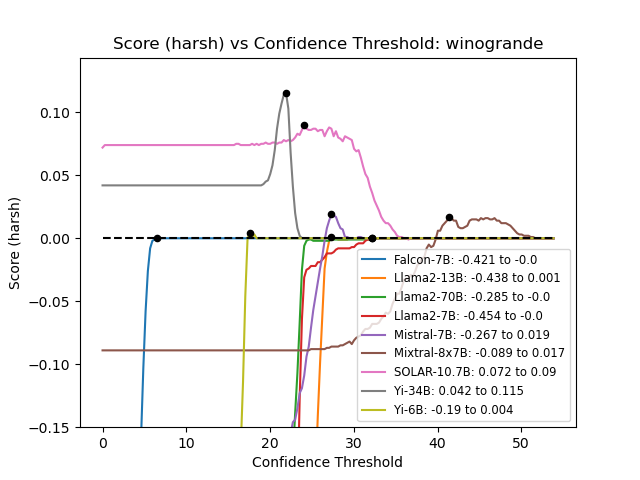 Score (harsh) vs Confidence Threshold: winogrande
Score (harsh)
0.10
0.05
0.00
−0.05
−0.10
−0.15
0
10
20
30
40
50
Confidence Threshold
Falcon-7B: -0.421 to -0.0
Llama2-13B: -0.438 to 0.001
Llama2-70B: -0.285 to -0.0
Llama2-7B: -0.454 to -0.0
Mistral-7B: -0.267 to 0.019
Mixtral-8x7B: -0.089 to 0.017
SOLAR-10.7B: 0.072 to 0.09
Yi-34B: 0.042 to 0.115
Yi-6B: -0.19 to 0.004